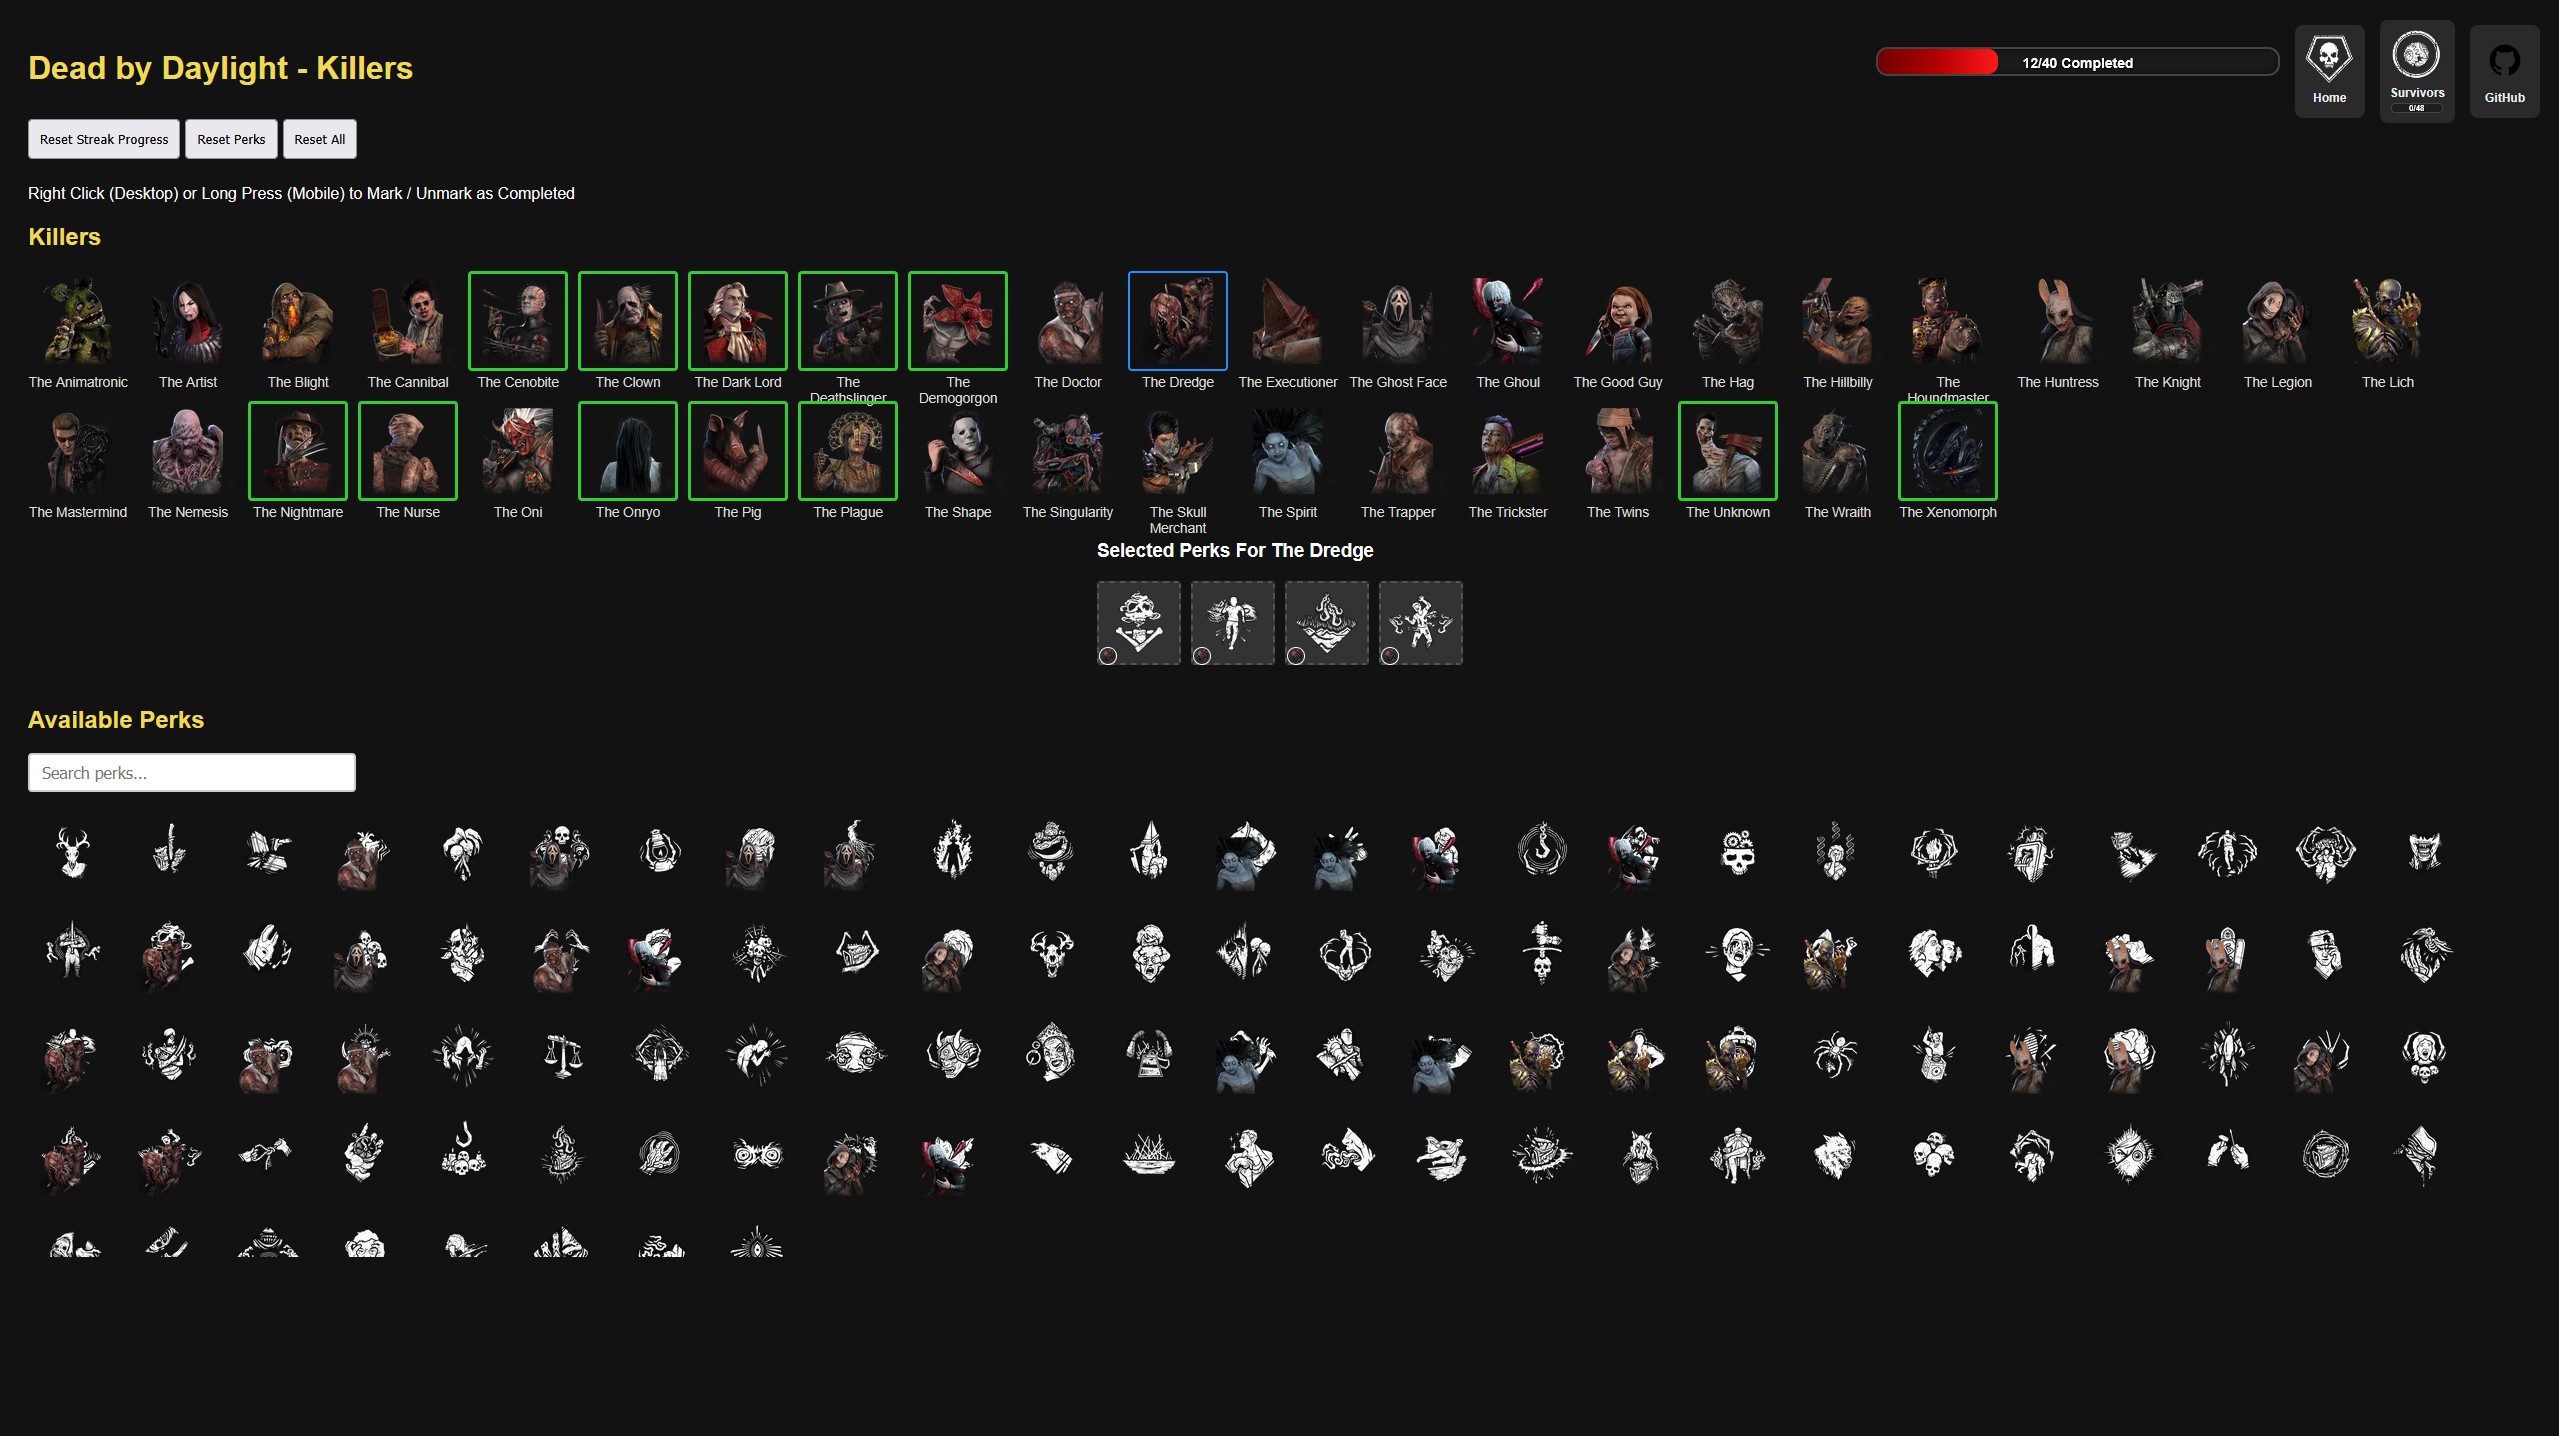 Dead by Daylight - Killers
12/40 Completed
Home
Survivors
0/48
GitHub
Reset Streak Progress
Reset Perks
Reset All
Right Click (Desktop) or Long Press (Mobile) to Mark / Unmark as Completed
Killers
The Animatronic
The Artist
The Blight
The Cannibal
The Cenobite
The Clown
The Dark Lord
The
Deathslinger
The
Demogorgon
The Doctor
The Dredge
The Executioner
The Ghost Face
The Ghoul
The Good Guy
The Hag
The Hillbilly
The
Houndmaster
The Huntress
The Knight
The Legion
The Lich
The Mastermind
The Nemesis
The Nightmare
The Nurse
The Oni
The Onryo
The Pig
The Plague
The Shape
The Singularity
The Skull
Merchant
The Spirit
The Trapper
The Trickster
The Twins
The Unknown
The Wraith
The Xenomorph
Selected Perks For The Dredge
Available Perks
Search perks...